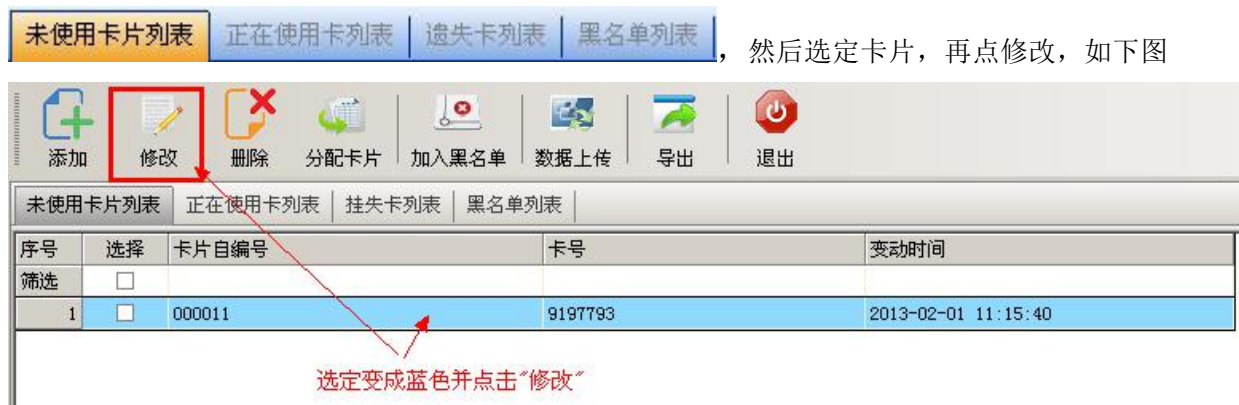 未使用卡片列表 正在使用卡列表 遗失卡列表 黑名单列表 ，然后选定卡片，再点修改，如下图
添加 修改 删除 分配卡片 加入黑名单 数据上传 导出 退出
未使用卡片列表 正在使用卡列表 挂失卡列表 黑名单列表
序号 选择 卡片自编号 卡号 变动时间
筛选
1 000011 9197793 2013-02-01 11:15:40
选定变成蓝色并点击"修改"